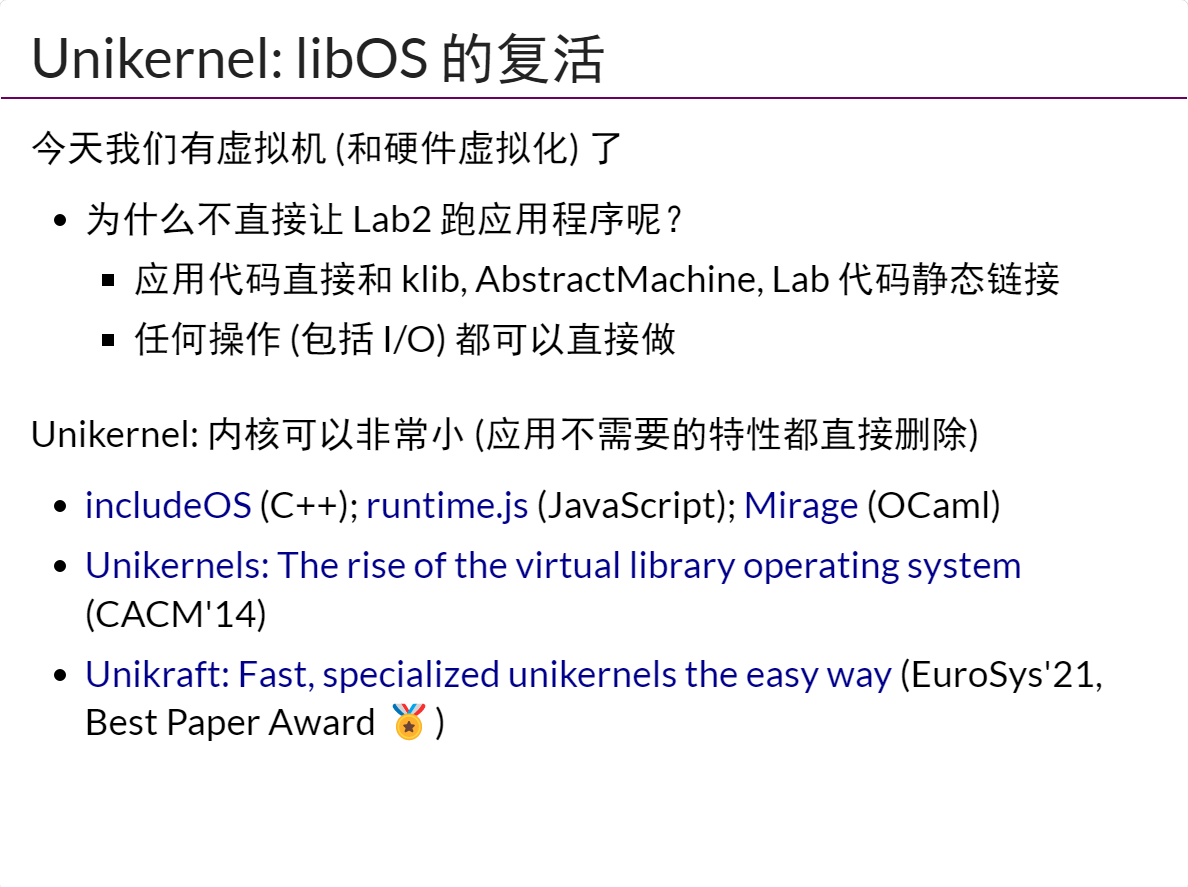 Unikernel: libOS 的复活
今天我们有虚拟机 (和硬件虚拟化) 了
为什么不直接让 Lab2 跑应用程序呢？
应用代码直接和 klib, AbstractMachine, Lab 代码静态链接
任何操作 (包括 I/O) 都可以直接做
Unikernel: 内核可以非常小 (应用不需要的特性都直接删除)
includeOS (C++); runtime.js (JavaScript); Mirage (OCaml)
Unikernels: The rise of the virtual library operating system
(CACM'14)
Unikraft: Fast, specialized unikernels the easy way (EuroSys'21,
Best Paper Award 🏅 )